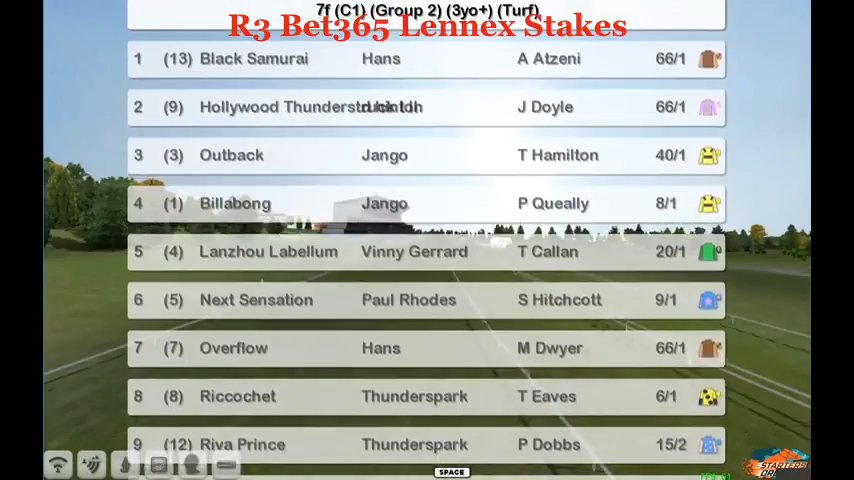 7f (C1) (Group 2) (3yo+) (Turf)
R3 Bet365 Lennex Stakes
1 (13) Black Samurai Hans A Atzeni 66/1
2 (9) Hollywood Thunderstruck J Doyle 66/1
3 (3) Outback Jango T Hamilton 40/1
4 (1) Billabong Jango P Queally 8/1
5 (4) Lanzhou Labellum Vinny Gerrard T Callan 20/1
6 (5) Next Sensation Paul Rhodes S Hitchcott 9/1
7 (7) Overflow Hans M Dwyer 66/1
8 (8) Riccochet Thunderspark T Eaves 6/1
9 (12) Riva Prince Thunderspark P Dobbs 15/2
SPACE
STARTERS